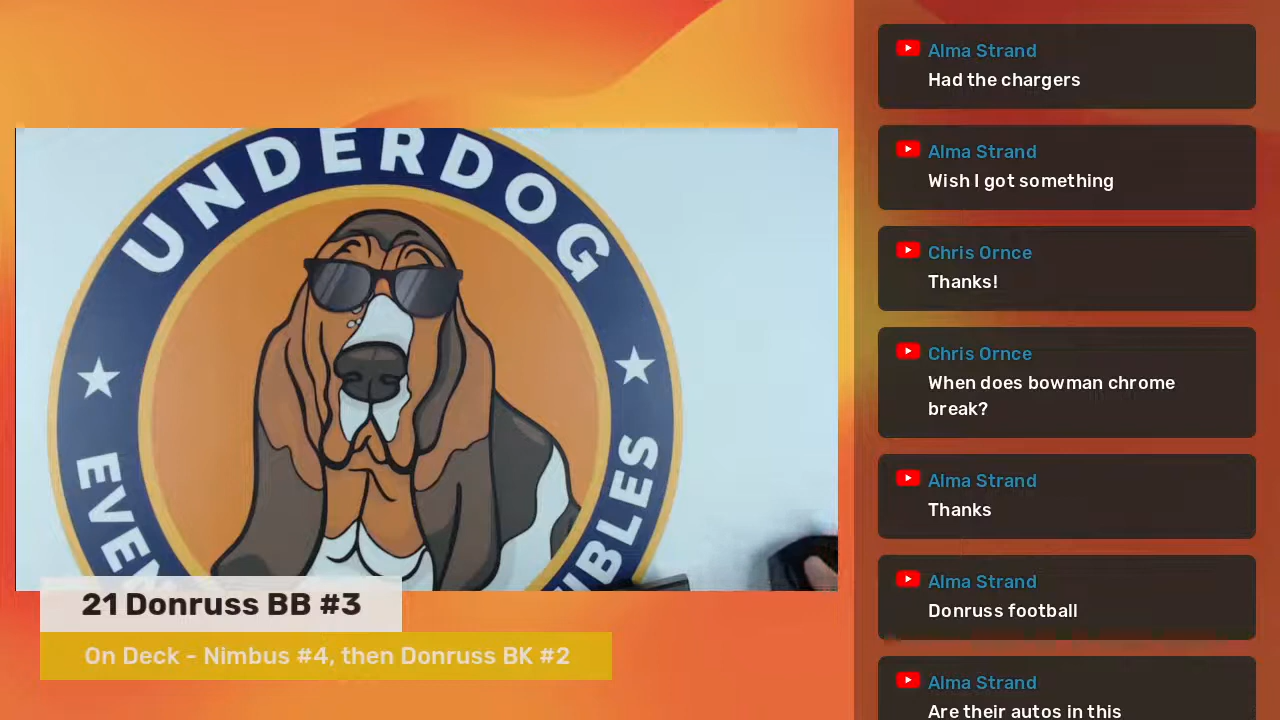 UNDERDOG
EVEN
IBLES
21 Donruss BB #3
On Deck - Nimbus #4, then Donruss BK #2
Alma Strand
Had the chargers
Alma Strand
Wish I got something
Chris Ornce
Thanks!
Chris Ornce
When does bowman chrome
break?
Alma Strand
Thanks
Alma Strand
Donruss football
Alma Strand
Are their autos in this